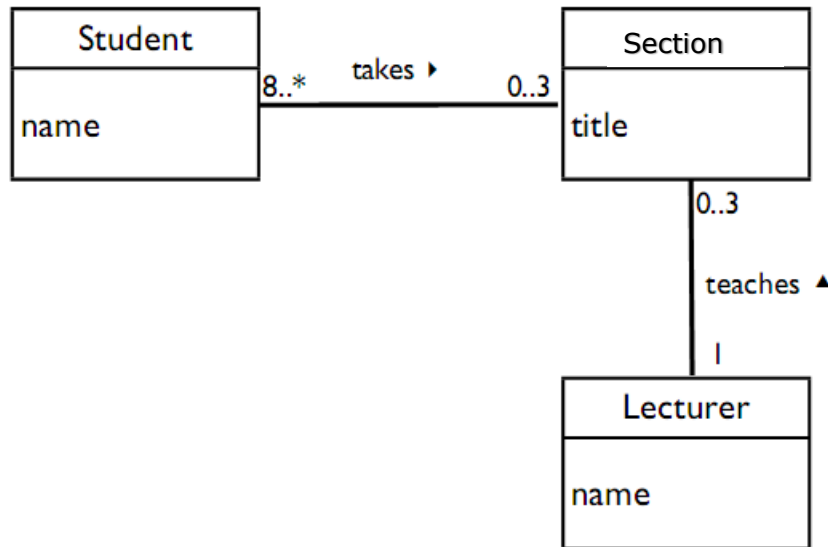 Student
name
takes ▸
8..*
0..3
Section
title
0..3
teaches ▲
1
Lecturer
name